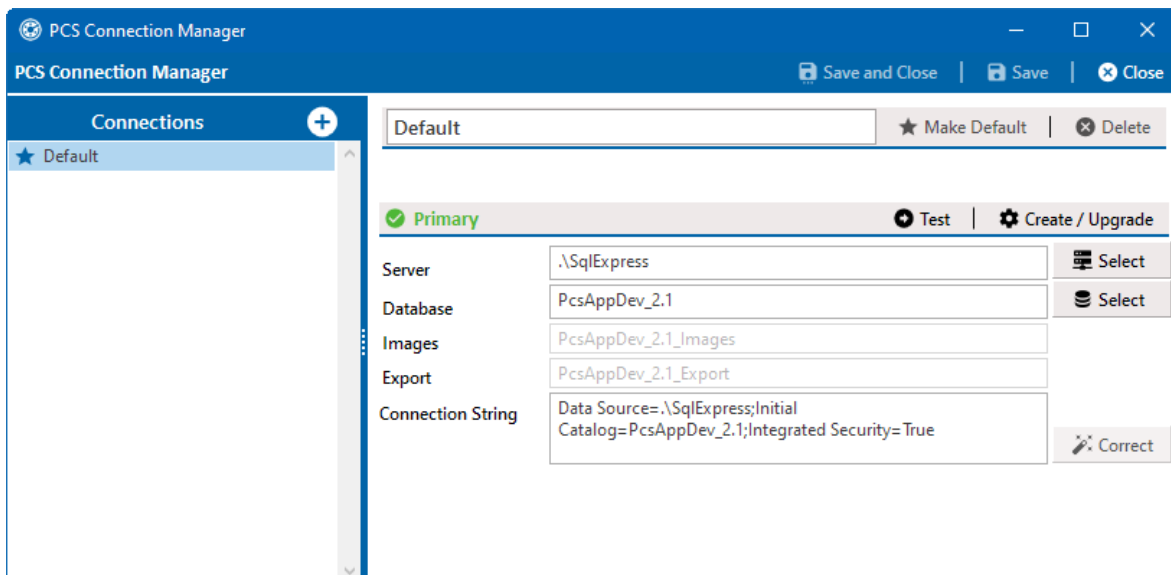 PCS Connection Manager
PCS Connection Manager
Save and Close
Save
Close
Connections
Default
Default
Make Default
Delete
Primary
Test
Create / Upgrade
Server
.\SqlExpress
Select
Database
PcsAppDev_2.1
Select
Images
PcsAppDev_2.1_Images
Export
PcsAppDev_2.1_Export
Connection String
Data Source=.\SqlExpress;Initial
Catalog=PcsAppDev_2.1;Integrated Security=True
Correct